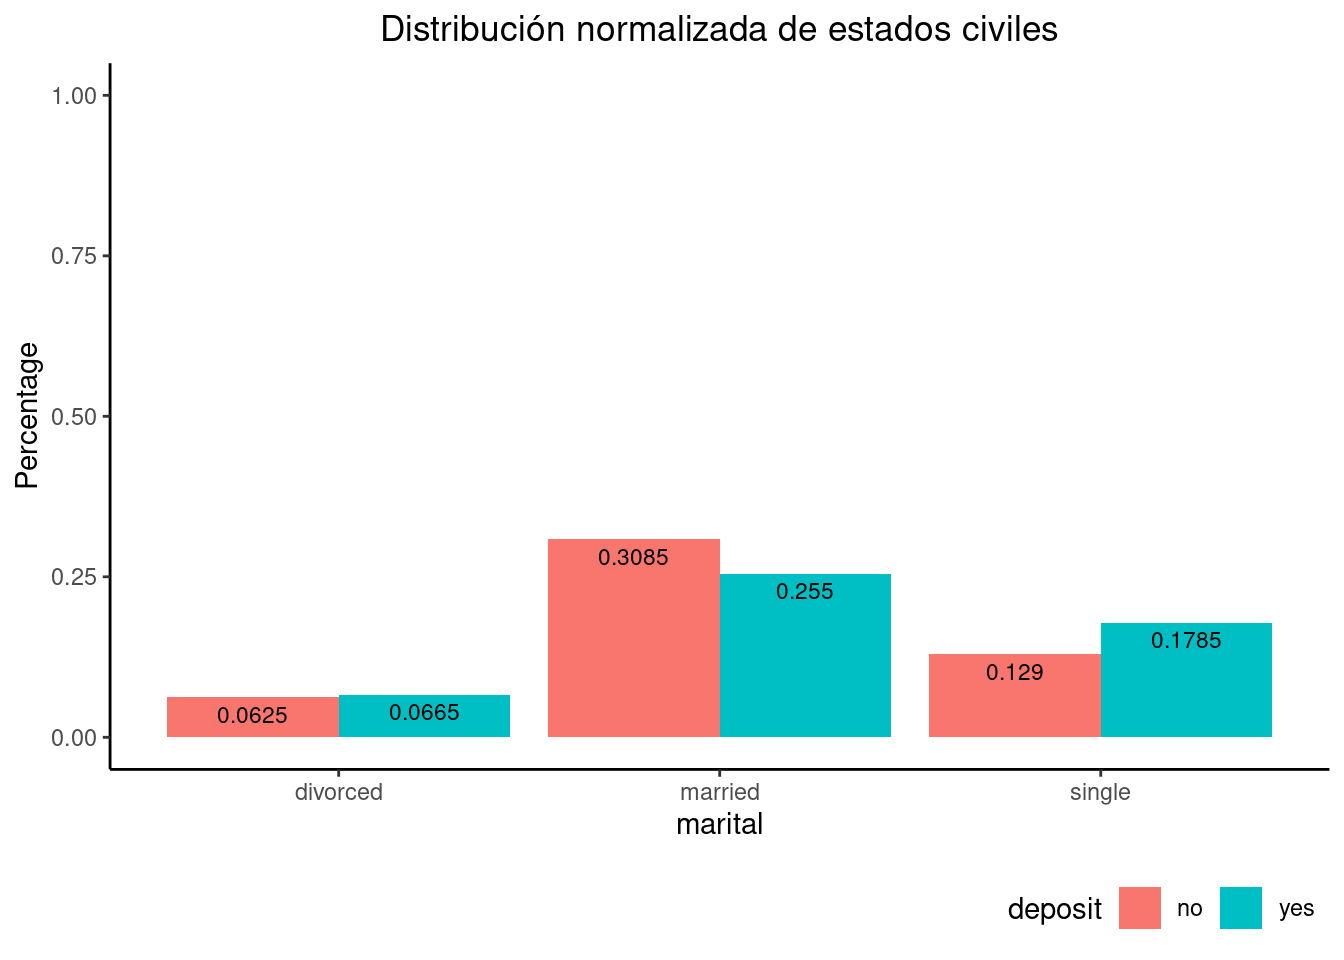 Distribución normalizada de estados civiles
Percentage
1.00
0.75
0.50
0.25
0.00
0.0625
0.0665
0.3085
0.255
0.129
0.1785
divorced married single
marital
deposit no yes